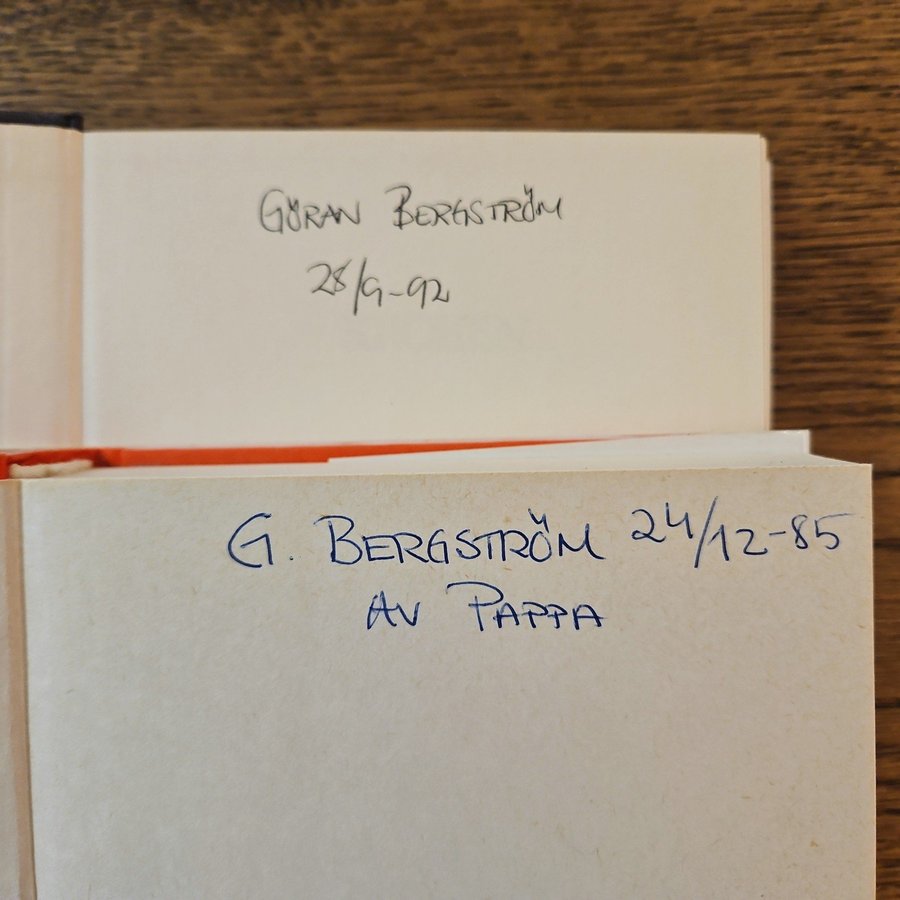 GÖRAN BERGSTRÖM
28/9-92
G. BERGSTRÖM 24/12-85
AV PAPPA